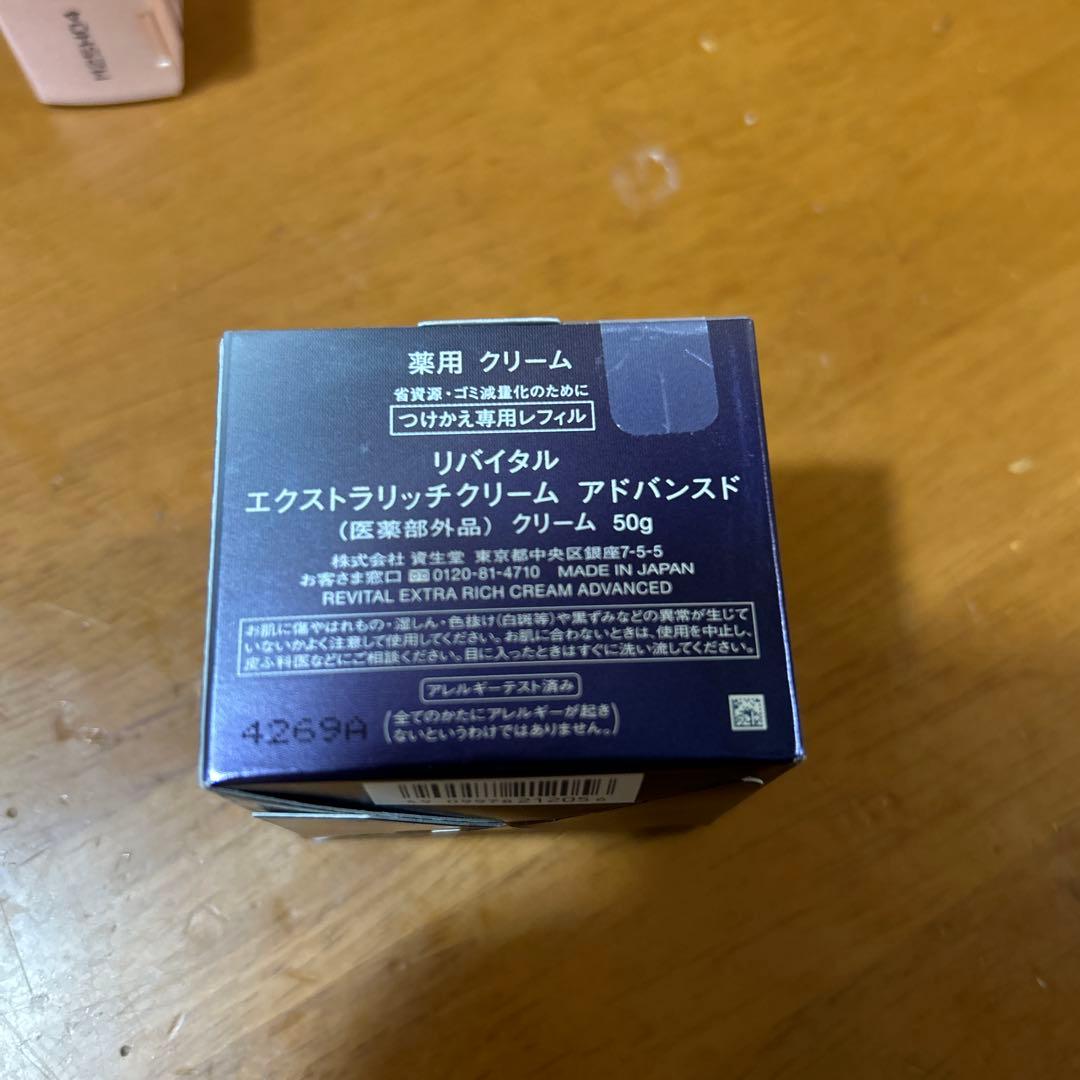 薬用 クリーム
省資源・ゴミ減量化のために
つけかえ専用レフィル
リバイタル
エクストラリッチクリーム アドバンスド
（医薬部外品） クリーム 50g
株式会社 資生堂 東京都中央区銀座7-5-5
お客さま窓口 0120-81-4710 MADE IN JAPAN
REVITAL EXTRA RICH CREAM ADVANCED
お肌に傷やはれもの・湿しん・色抜け（白斑等）や黒ずみなどの異常が生じて
いないかよく注意して使用してください。お肌に合わないときは、使用を中止し、
皮ふ科医などにご相談ください。目に入ったときはすぐに洗い流してください。
アレルギーテスト済み
4269A
（全てのかたにアレルギーが起き
ないというわけではありません。）